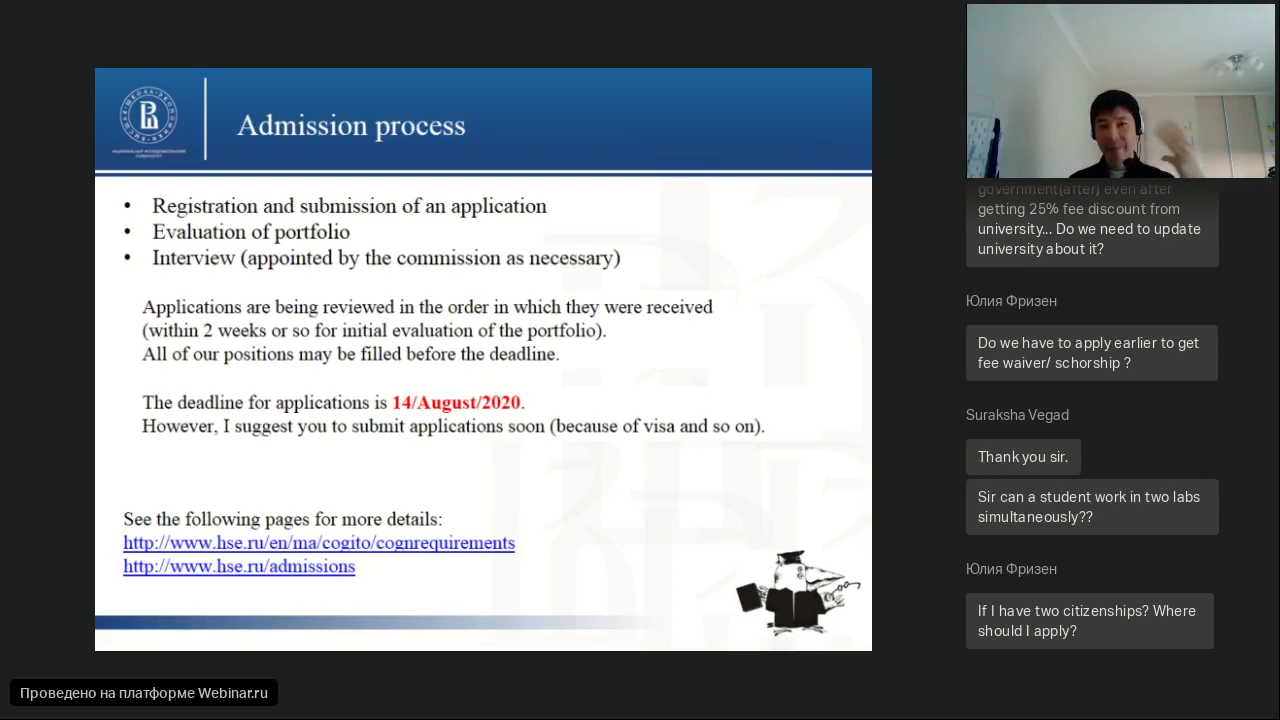 Admission process
• Registration and submission of an application
• Evaluation of portfolio
• Interview (appointed by the commission as necessary)
Applications are being reviewed in the order in which they were received
(within 2 weeks or so for initial evaluation of the portfolio).
All of our positions may be filled before the deadline.
The deadline for applications is 14/August/2020.
However, I suggest you to submit applications soon (because of visa and so on).
See the following pages for more details:
http://www.hse.ru/en/ma/cogito/cognrequirements
http://www.hse.ru/admissions
government(after) even after
getting 25% fee discount from
university... Do we need to update
university about it?
Юлия Фризен
Do we have to apply earlier to get
fee waiver/ schorship ?
Suraksha Vegad
Thank you sir.
Sir can a student work in two labs
simultaneously??
Юлия Фризен
If I have two citizenships? Where
should I apply?
Проведено на платформе Webinar.ru